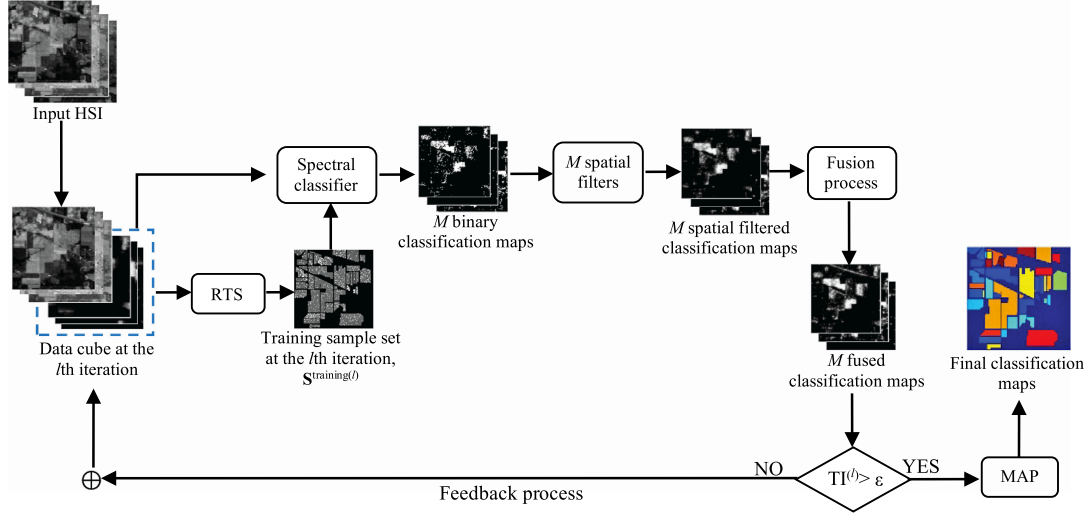 Input HSI
Spectral
classifier
M binary
classification maps
M spatial
filters
M spatial filtered
classification maps
Fusion
process
RTS
Data cube at the
lth iteration
Training sample set
at the lth iteration,
S^training(l)
M fused
classification maps
Final classification
maps
NO
TI^(l)> ε
YES
MAP
Feedback process